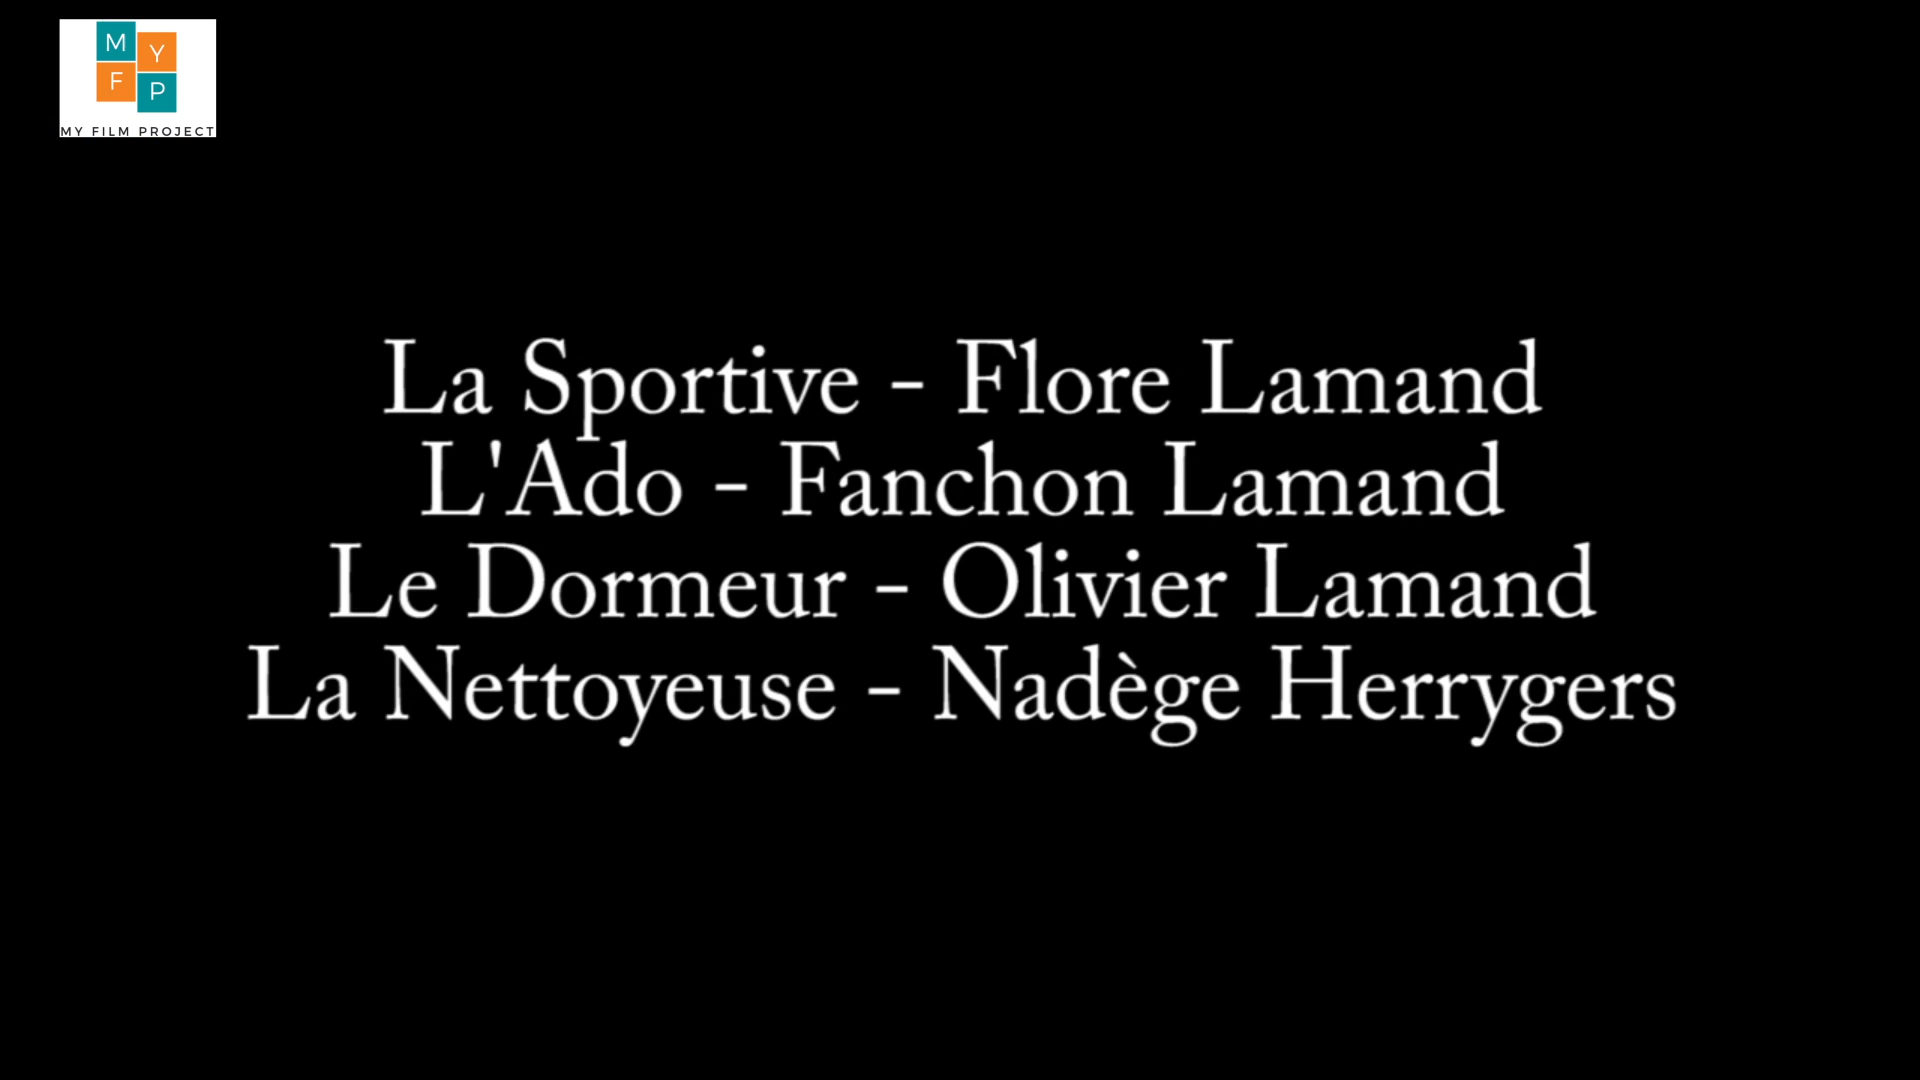 M
Y
F
P
MY FILM PROJECT
La Sportive - Flore Lamand
L'Ado - Fanchon Lamand
Le Dormeur - Olivier Lamand
La Nettoyeuse - Nadège Herrygers